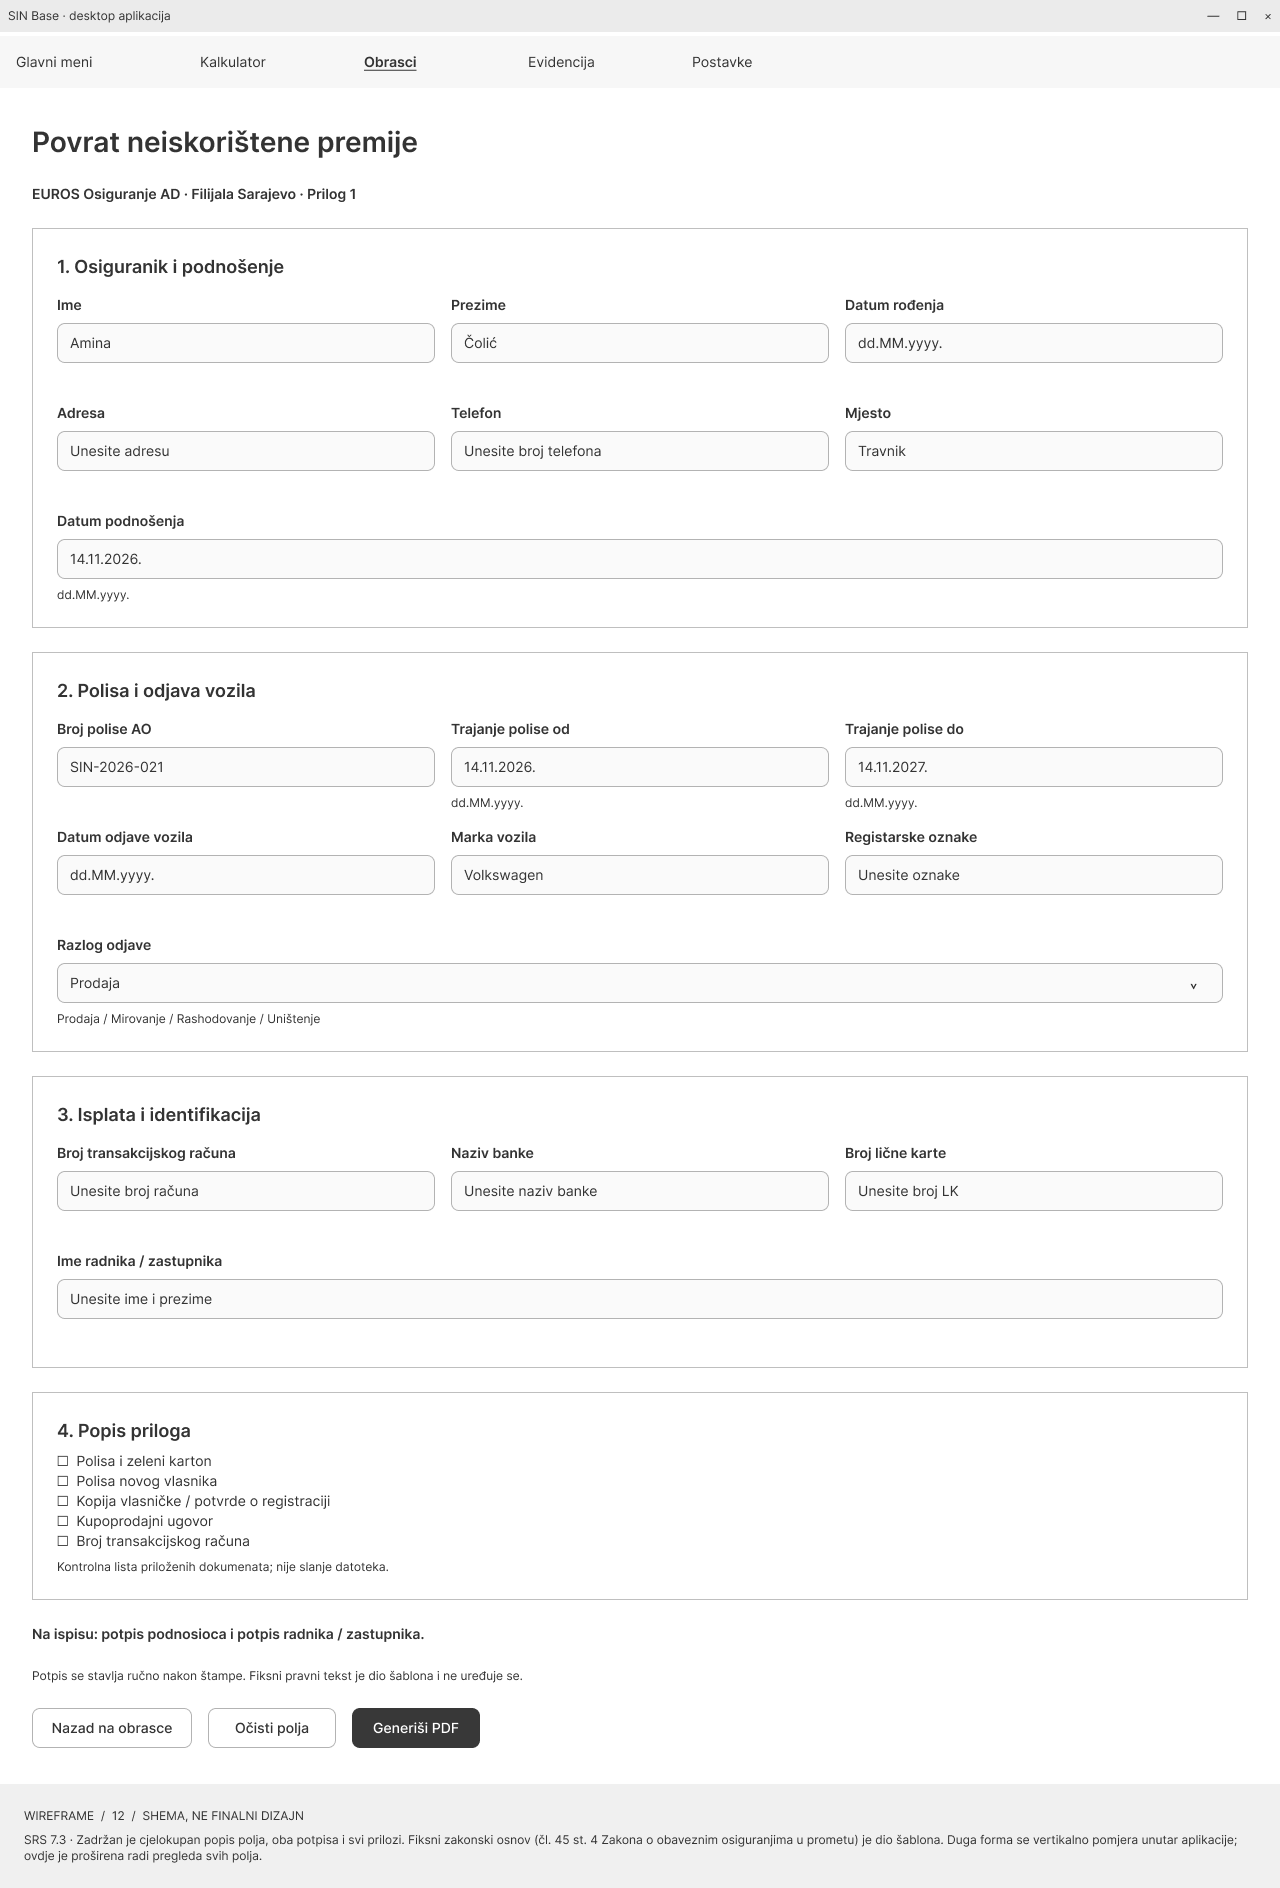 SIN Base · desktop aplikacija
Glavni meni Kalkulator Obrasci Evidencija Postavke
Povrat neiskorištene premije
EUROS Osiguranje AD · Filijala Sarajevo · Prilog 1
1. Osiguranik i podnošenje
Ime Prezime Datum rođenja
Amina Čolić dd.MM.yyyy.
Adresa Telefon Mjesto
Unesite adresu Unesite broj telefona Travnik
Datum podnošenja
14.11.2026.
dd.MM.yyyy.
2. Polisa i odjava vozila
Broj polise AO Trajanje polise od Trajanje polise do
SIN-2026-021 14.11.2026. 14.11.2027.
dd.MM.yyyy. dd.MM.yyyy.
Datum odjave vozila Marka vozila Registarske oznake
dd.MM.yyyy. Volkswagen Unesite oznake
Razlog odjave
Prodaja
Prodaja / Mirovanje / Rashodovanje / Uništenje
3. Isplata i identifikacija
Broj transakcijskog računa Naziv banke Broj lične karte
Unesite broj računa Unesite naziv banke Unesite broj LK
Ime radnika / zastupnika
Unesite ime i prezime
4. Popis priloga
☐ Polisa i zeleni karton
☐ Polisa novog vlasnika
☐ Kopija vlasničke / potvrde o registraciji
☐ Kupoprodajni ugovor
☐ Broj transakcijskog računa
Kontrolna lista priloženih dokumenata; nije slanje datoteka.
Na ispisu: potpis podnosioca i potpis radnika / zastupnika.
Potpis se stavlja ručno nakon štampe. Fiksni pravni tekst je dio šablona i ne uređuje se.
Nazad na obrasce Očisti polja Generiši PDF
WIREFRAME / 12 / SHEMA, NE FINALNI DIZAJN
SRS 7.3 · Zadržan je cjelokupan popis polja, oba potpisa i svi prilozi. Fiksni zakonski osnov (čl. 45 st. 4 Zakona o obaveznim osiguranjima u prometu) je dio šablona. Duga forma se vertikalno pomjera unutar aplikacije;
ovdje je proširena radi pregleda svih polja.